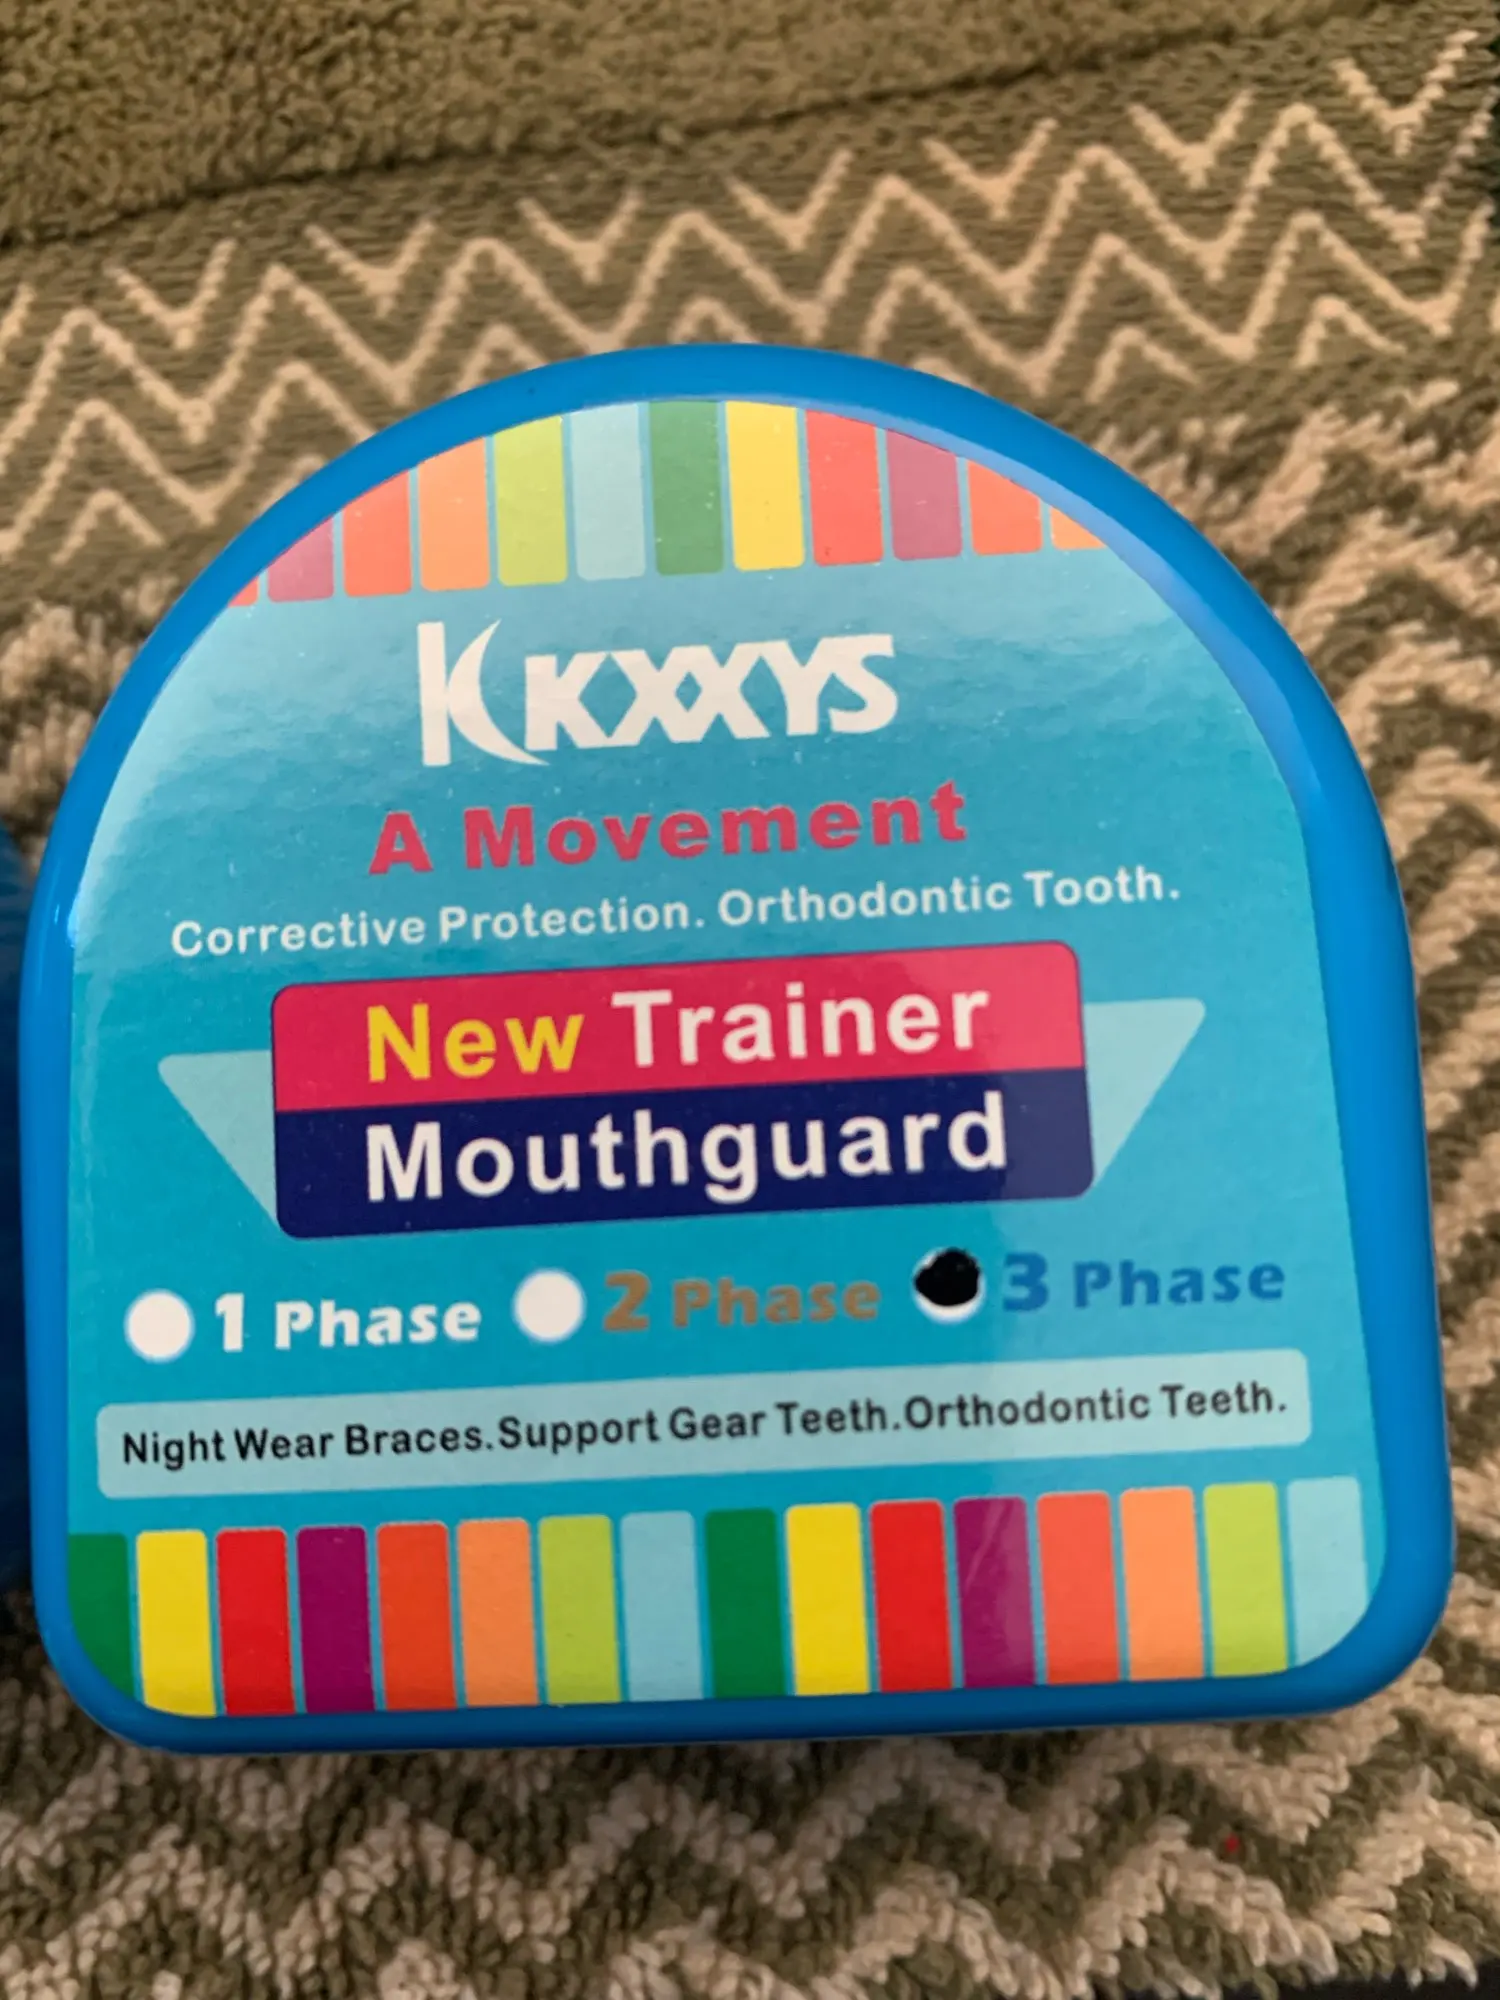 KKXXYS
A Movement
Corrective Protection. Orthodontic Tooth.
New Trainer
Mouthguard
1 Phase 2 Phase 3 Phase
Night Wear Braces.Support Gear Teeth.Orthodontic Teeth.